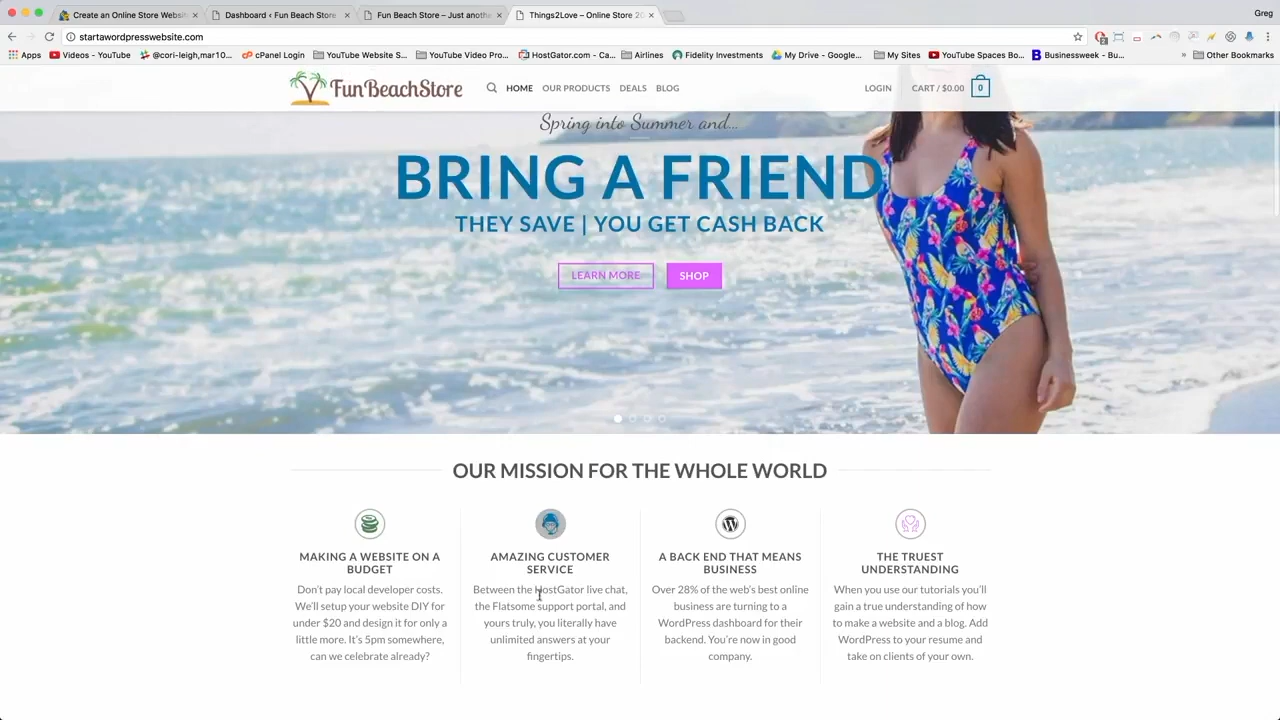 Create an Online Store Websit
Dashboard ‹ Fun Beach Store
Fun Beach Store – Just anoth
Things2Love – Online Store 20
Greg
startawordpresswebsite.com
Apps
Videos - YouTube
@cori-leigh,mar10...
cPanel Login
YouTube Website S...
YouTube Video Pro...
HostGator.com - Ca...
Airlines
Fidelity Investments
My Drive - Google...
My Sites
YouTube Spaces Bo...
Businessweek - Bu...
» Other Bookmarks
FunBeachStore
HOME OUR PRODUCTS DEALS BLOG
LOGIN CART / $0.00 0
Spring into Summer and...
BRING A FRIEND
THEY SAVE | YOU GET CASH BACK
LEARN MORE SHOP
OUR MISSION FOR THE WHOLE WORLD
MAKING A WEBSITE ON A
BUDGET
Don't pay local developer costs.
We'll setup your website DIY for
under $20 and design it for only a
little more. It's 5pm somewhere,
can we celebrate already?
AMAZING CUSTOMER
SERVICE
Between the HostGator live chat,
the Flatsome support portal, and
yours truly, you literally have
unlimited answers at your
fingertips.
A BACK END THAT MEANS
BUSINESS
Over 28% of the web's best online
business are turning to a
WordPress dashboard for their
backend. You're now in good
company.
THE TRUEST
UNDERSTANDING
When you use our tutorials you'll
gain a true understanding of how
to make a website and a blog. Add
WordPress to your resume and
take on clients of your own.